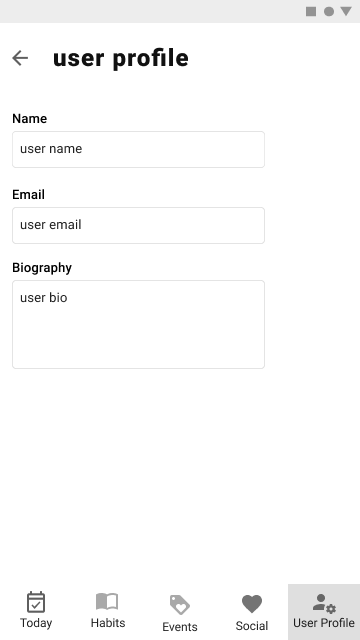 user profile
Name
user name
Email
user email
Biography
user bio
Today
Habits
Events
Social
User Profile